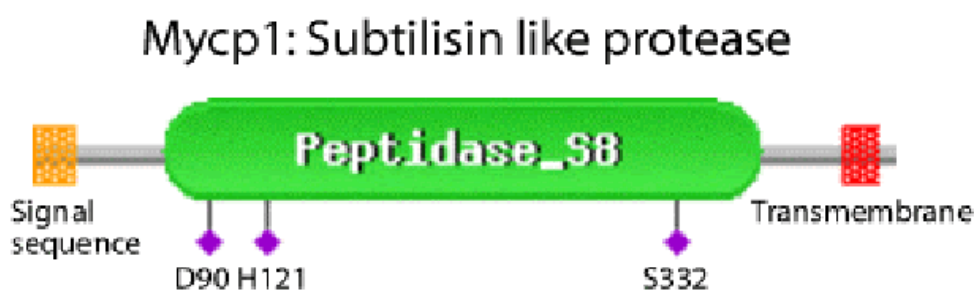 Mycp1: Subtilisin like protease
Peptidase_S8
Signal
sequence
Transmembrane
D90 H121
S332